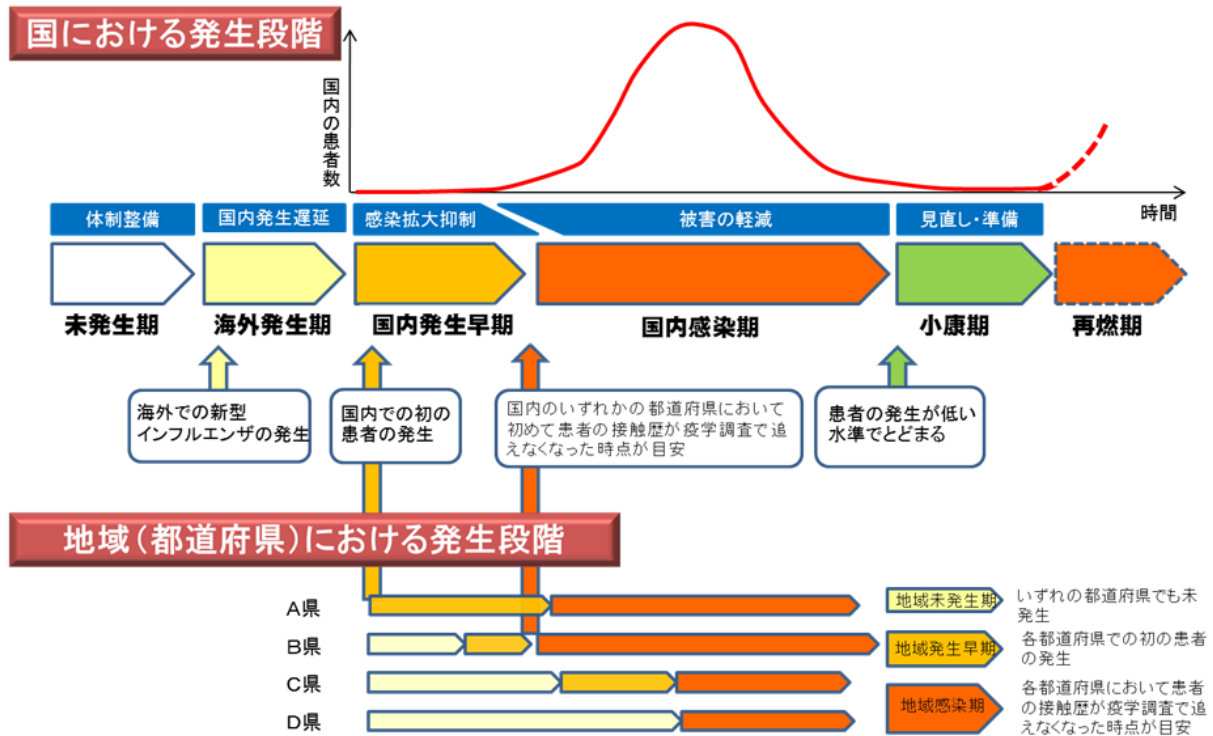 国における発生段階
国内の患者数
時間
体制整備
国内発生遅延
感染拡大抑制
被害の軽減
見直し・準備
未発生期
海外発生期
国内発生早期
国内感染期
小康期
再燃期
海外での新型
インフルエンザの発生
国内での初の
患者の発生
国内のいずれかの都道府県において
初めて患者の接触歴が疫学調査で追
えなくなった時点が目安
患者の発生が低い
水準でとどまる
地域(都道府県)における発生段階
A県
B県
C県
D県
地域未発生期
いずれの都道府県でも未
発生
地域発生早期
各都道府県での初の患者
の発生
地域感染期
各都道府県において患者
の接触歴が疫学調査で追
えなくなった時点が目安